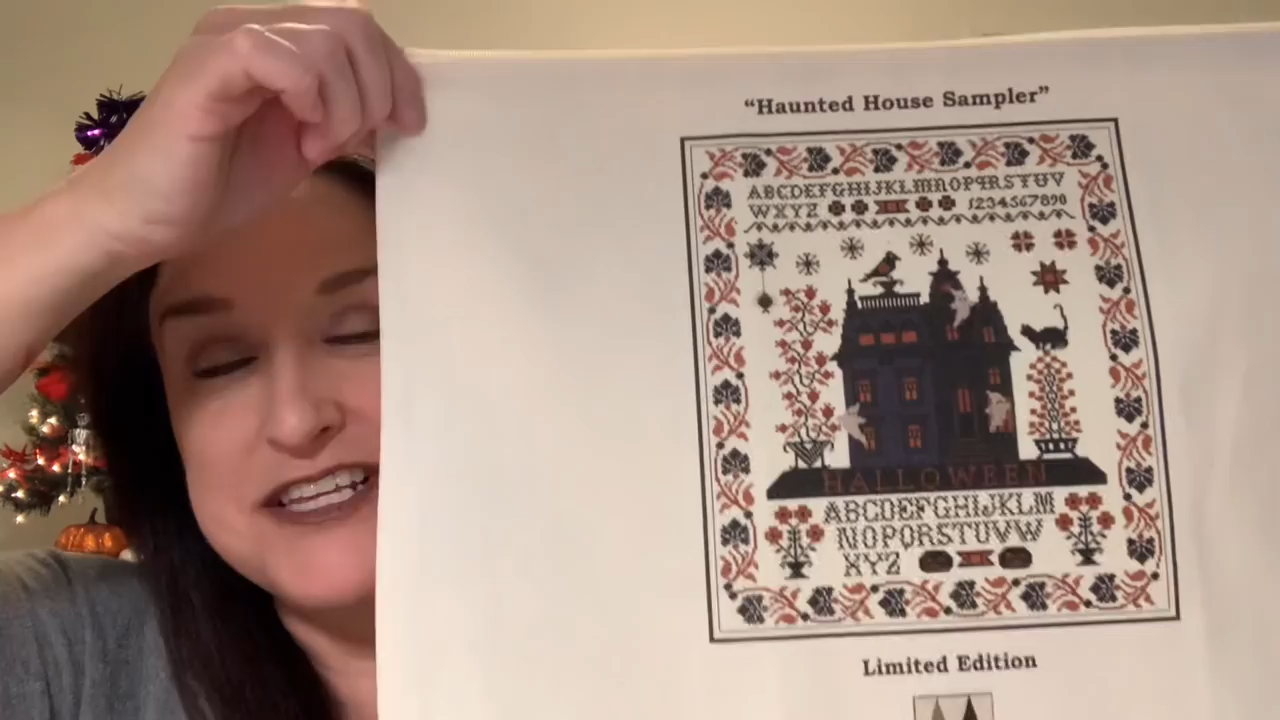 “Haunted House Sampler”
ABCDEFGHIJKLMNOPQRSTUV
WXYZ 1234567890
HALLOWEEN
ABCDEFGHIJKLM
NOPQRSTUVW
XYZ
Limited Edition